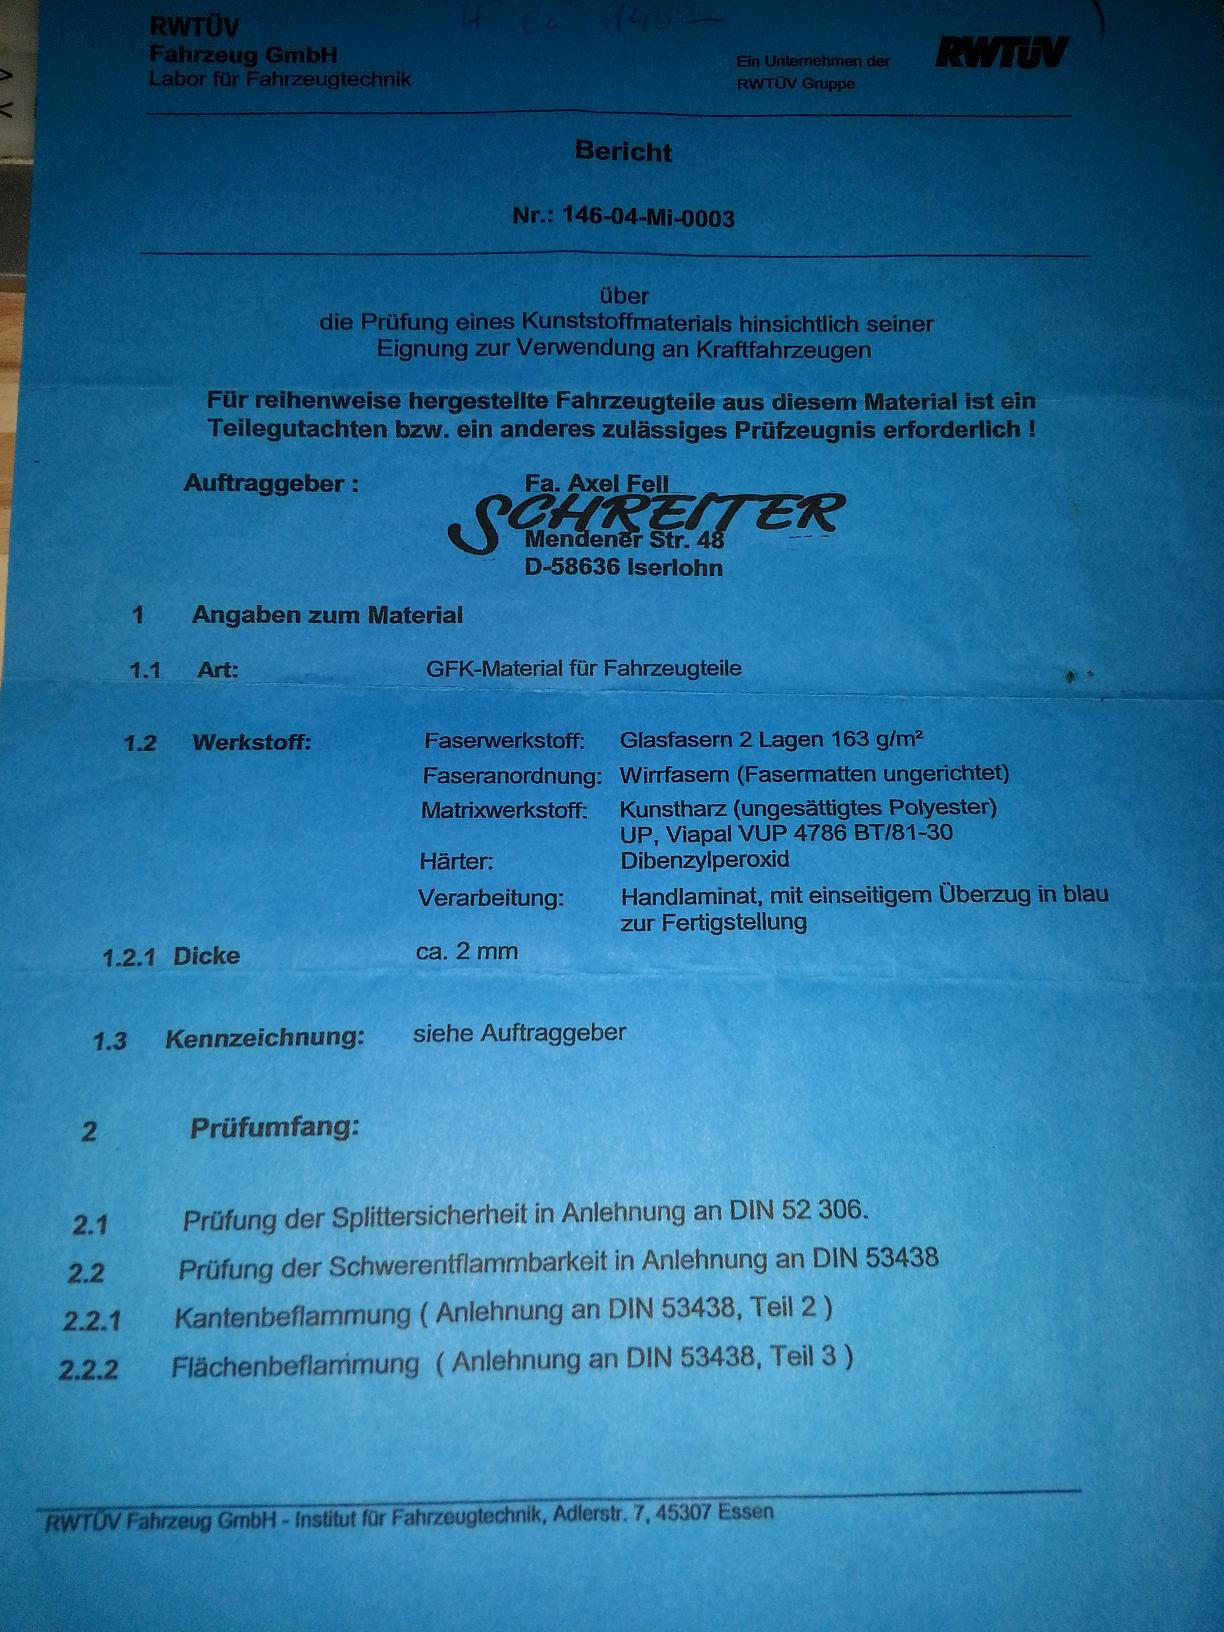 H ca 140 —
RWTÜV
Fahrzeug GmbH
Labor für Fahrzeugtechnik
Ein Unternehmen der
RWTÜV Gruppe
RWTÜV
Bericht
Nr.: 146-04-Mi-0003
über
die Prüfung eines Kunststoffmaterials hinsichtlich seiner
Eignung zur Verwendung an Kraftfahrzeugen
Für reihenweise hergestellte Fahrzeugteile aus diesem Material ist ein
Teilegutachten bzw. ein anderes zulässiges Prüfzeugnis erforderlich !
Auftraggeber : Fa. Axel Fell
SCHREITER
Mendener Str. 48
D-58636 Iserlohn
1 Angaben zum Material
1.1 Art: GFK-Material für Fahrzeugteile
1.2 Werkstoff: Faserwerkstoff: Glasfasern 2 Lagen 163 g/m²
Faseranordnung: Wirrfasern (Fasermatten ungerichtet)
Matrixwerkstoff: Kunstharz (ungesättigtes Polyester)
UP, Viapal VUP 4786 BT/81-30
Härter: Dibenzylperoxid
Verarbeitung: Handlaminat, mit einseitigem Überzug in blau
zur Fertigstellung
1.2.1 Dicke ca. 2 mm
1.3 Kennzeichnung: siehe Auftraggeber
2 Prüfumfang:
2.1 Prüfung der Splittersicherheit in Anlehnung an DIN 52 306.
2.2 Prüfung der Schwerentflammbarkeit in Anlehnung an DIN 53438
2.2.1 Kantenbeflammung ( Anlehnung an DIN 53438, Teil 2 )
2.2.2 Flächenbeflammung ( Anlehnung an DIN 53438, Teil 3 )
RWTÜV Fahrzeug GmbH - Institut für Fahrzeugtechnik, Adlerstr. 7, 45307 Essen